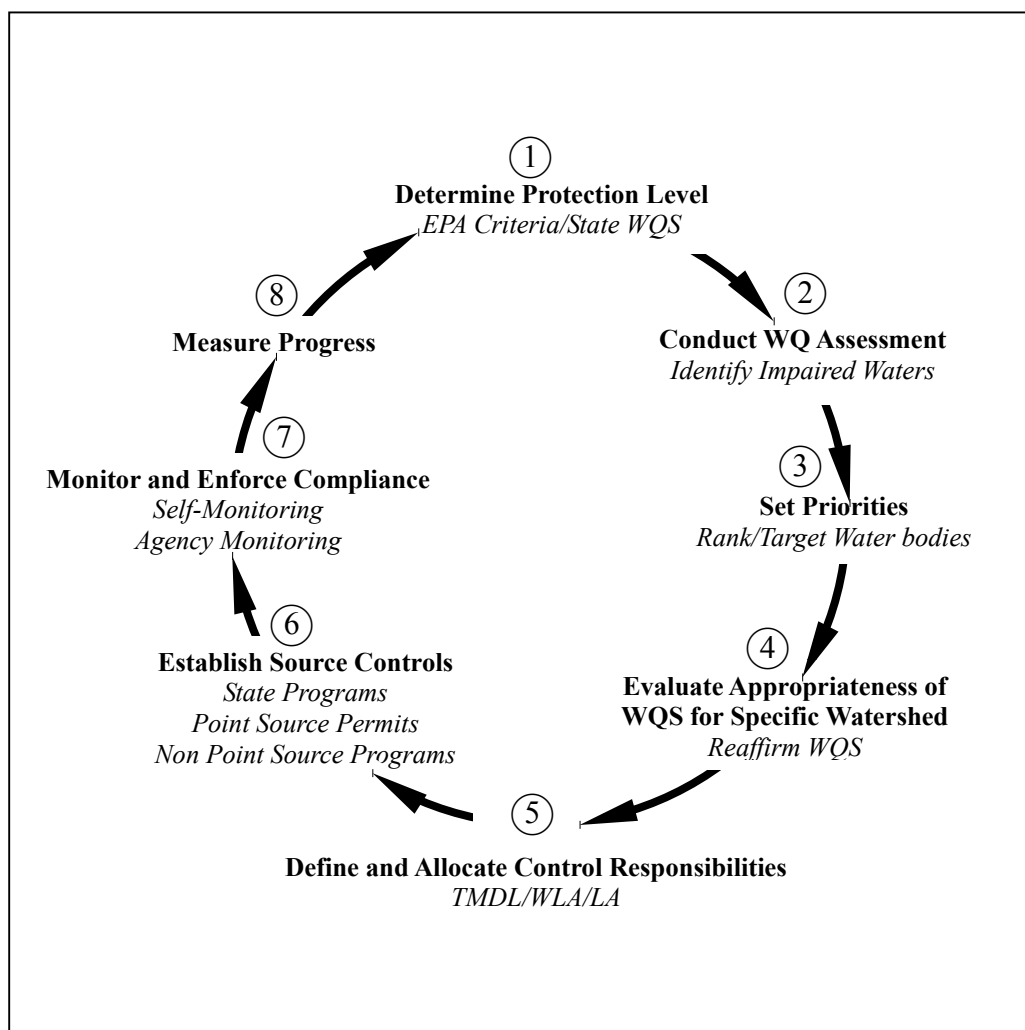 1
Determine Protection Level
EPA Criteria/State WQS
2
Conduct WQ Assessment
Identify Impaired Waters
3
Set Priorities
Rank/Target Water bodies
4
Evaluate Appropriateness of
WQS for Specific Watershed
Reaffirm WQS
5
Define and Allocate Control Responsibilities
TMDL/WLA/LA
6
Establish Source Controls
State Programs
Point Source Permits
Non Point Source Programs
7
Monitor and Enforce Compliance
Self-Monitoring
Agency Monitoring
8
Measure Progress